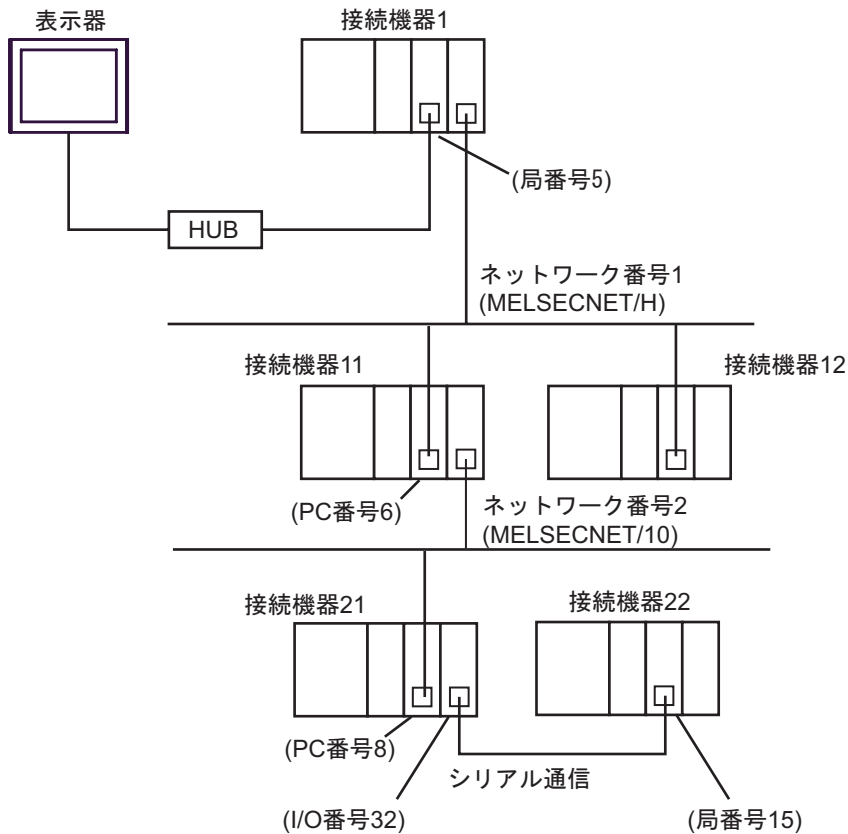 表示器
接続機器1
(局番号5)
HUB
ネットワーク番号1
(MELSECNET/H)
接続機器11
接続機器12
(PC番号6)
ネットワーク番号2
(MELSECNET/10)
接続機器21
接続機器22
(PC番号8)
シリアル通信
(I/O番号32)
(局番号15)